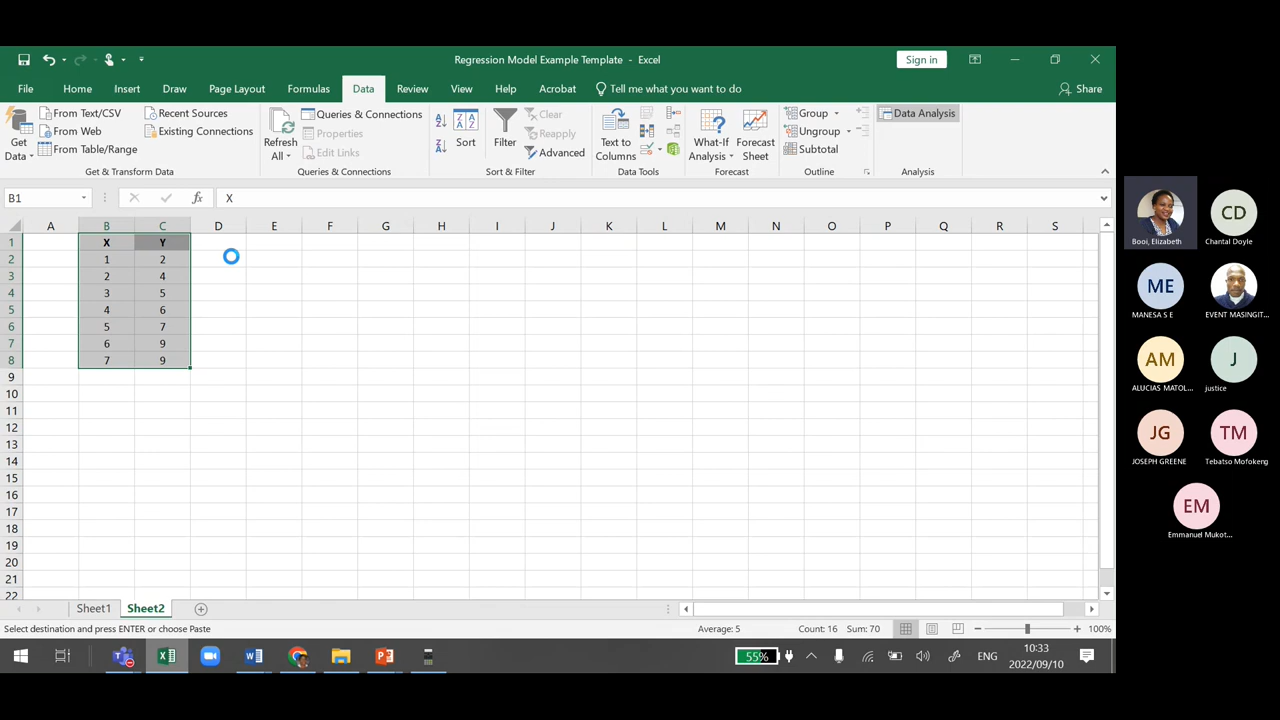 Regression Model Example Template - Excel
Sign in
File Home Insert Draw Page Layout Formulas Data Review View Help Acrobat Tell me what you want to do Share
Get Data
From Text/CSV
From Web
From Table/Range
Recent Sources
Existing Connections
Get & Transform Data
Refresh All
Queries & Connections
Properties
Edit Links
Queries & Connections
Sort
Filter
Clear
Reapply
Advanced
Sort & Filter
Text to Columns
Data Tools
What-If Analysis
Forecast Sheet
Forecast
Group
Ungroup
Subtotal
Outline
Data Analysis
Analysis
B1 fx X
A B C D E F G H I J K L M N O P Q R S
1 X Y
2 1 2
3 2 4
4 3 5
5 4 6
6 5 7
7 6 9
8 7 9
9
10
11
12
13
14
15
16
17
18
19
20
21
22
Sheet1 Sheet2
Select destination and press ENTER or choose Paste Average: 5 Count: 16 Sum: 70 100%
55% ENG 10:33
2022/09/10
Booi, Elizabeth
CD
Chantal Doyle
ME
MANESA S E
EVENT MASINGIT...
AM
ALUCIAS MATOL...
J
justice
JG
JOSEPH GREENE
TM
Tebatso Mofokeng
EM
Emmanuel Mukot...